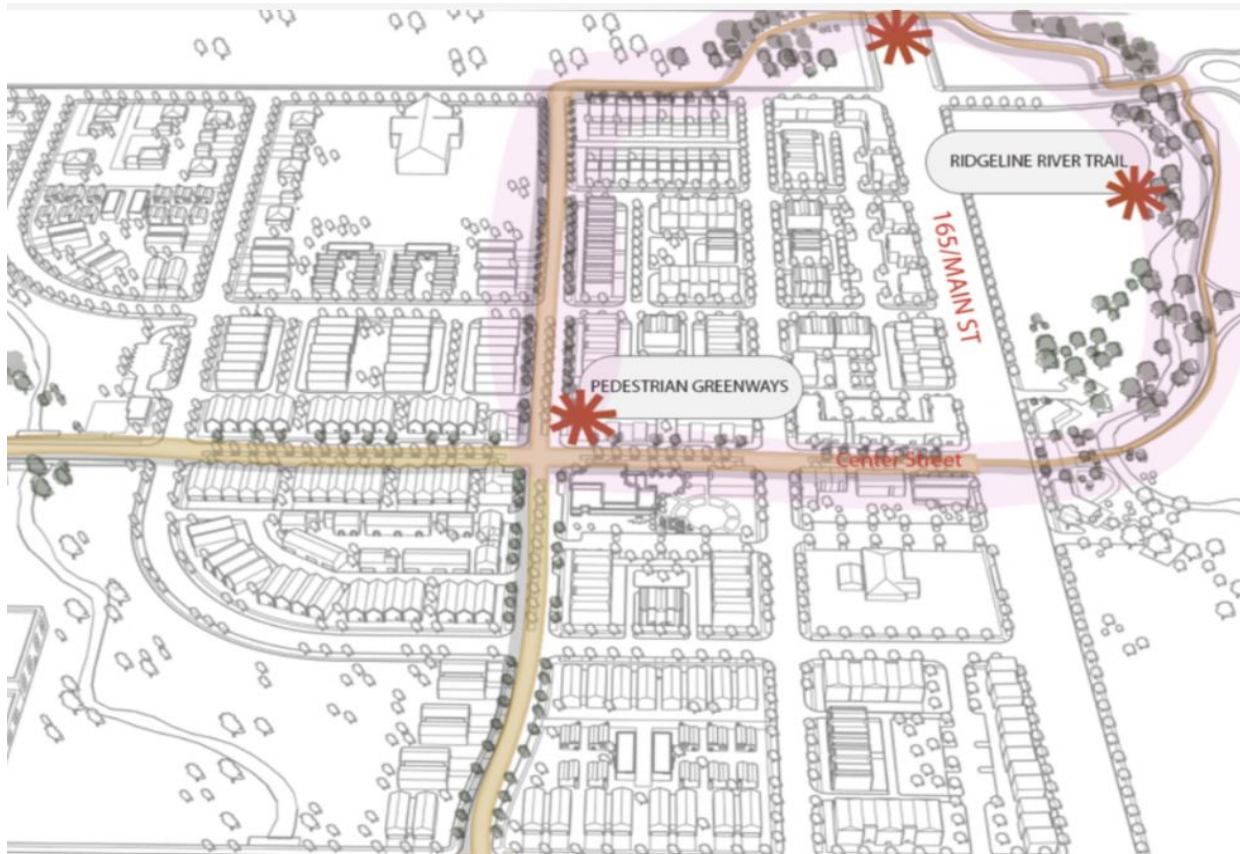 RIDGELINE RIVER TRAIL
165/MAIN ST
PEDESTRIAN GREENWAYS
Center Street